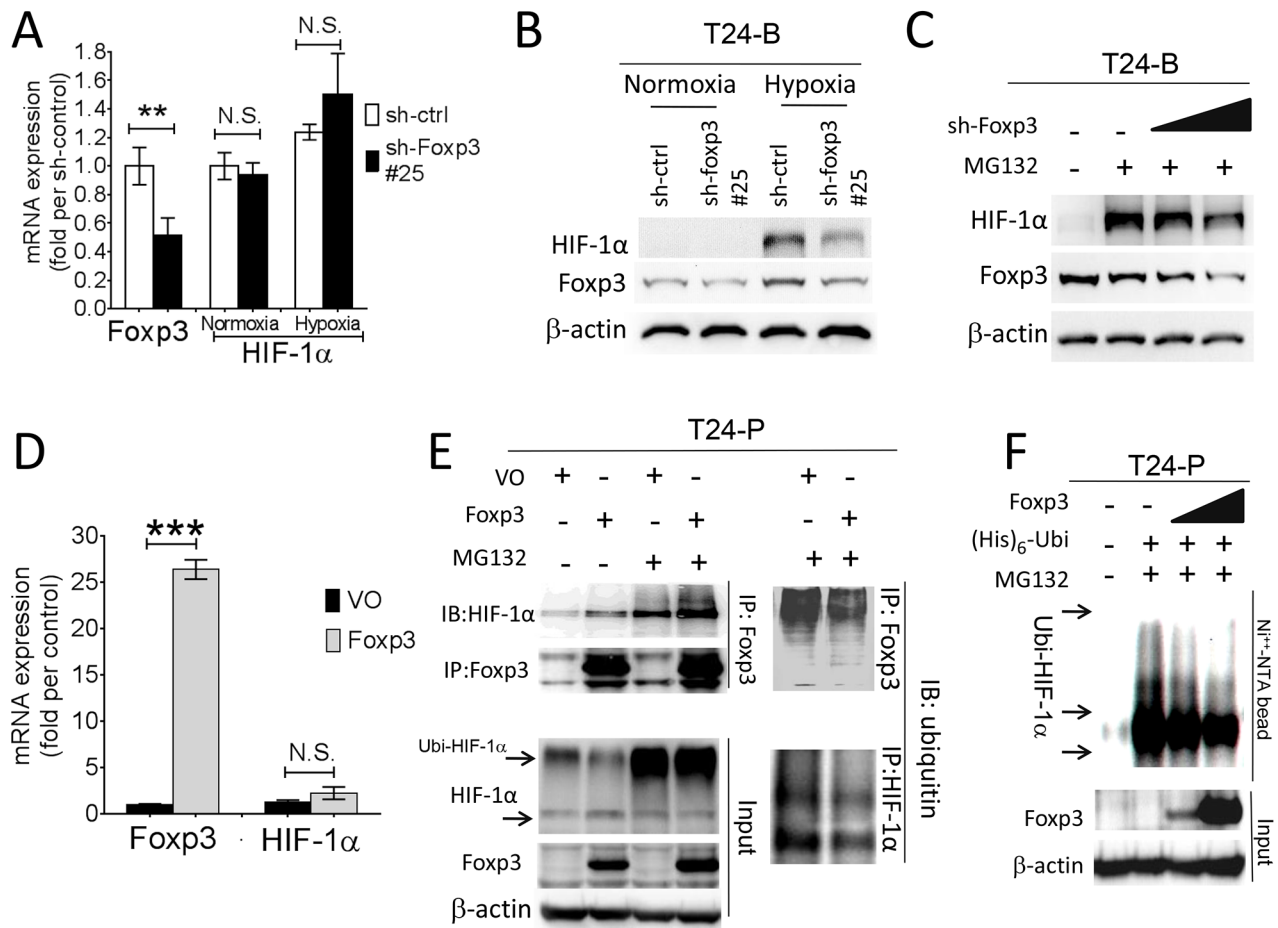 A
mRNA expression
(fold per sh-control)
1.8
1.6
1.4
1.2
1.0
0.8
0.6
0.4
0.2
0.0
**
N.S.
N.S.
sh-ctrl
sh-Foxp3
#25
Foxp3
Normoxia
Hypoxia
HIF-1α
B
T24-B
Normoxia Hypoxia
sh-ctrl
sh-foxp3
#25
sh-ctrl
sh-foxp3
#25
HIF-1α
Foxp3
β-actin
C
T24-B
sh-Foxp3 - -
MG132 - + + +
HIF-1α
Foxp3
β-actin
D
mRNA expression
(fold per control)
30
25
20
15
10
5
0
***
N.S.
VO
Foxp3
Foxp3 HIF-1α
E
T24-P
VO + - + - + -
Foxp3 - + - + - +
MG132 - - + + + +
IB:HIF-1α
IP:Foxp3
IP: Foxp3
IP: Foxp3
Ubi-HIF-1α
HIF-1α
Foxp3
β-actin
Input
IP:HIF-1α
IB: ubiquitin
F
T24-P
Foxp3 - -
(His)6-Ubi - + + +
MG132 - + + +
Ubi-HIF-1α
Ni++-NTA bead
Foxp3
β-actin
Input